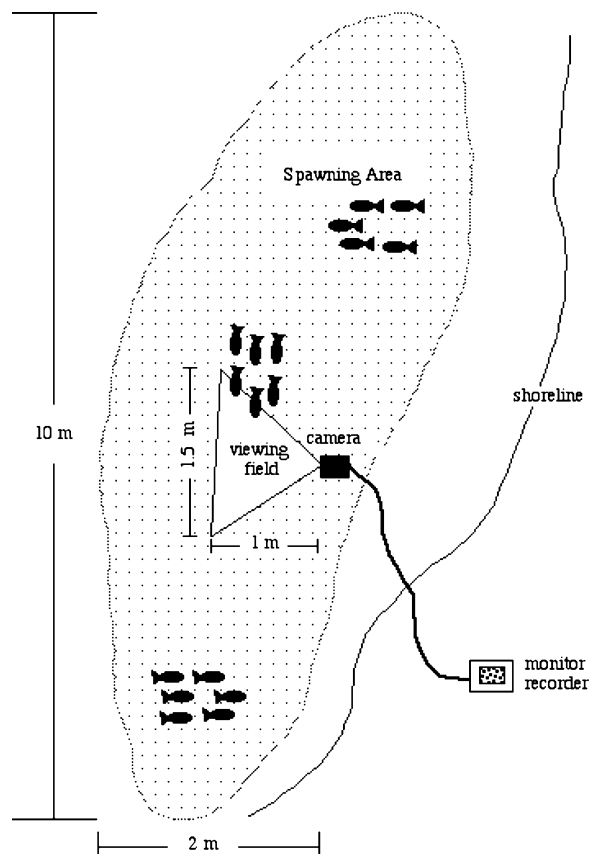 Spawning Area
10 m
1.5 m
viewing
field
camera
shoreline
1 m
monitor
recorder
2 m